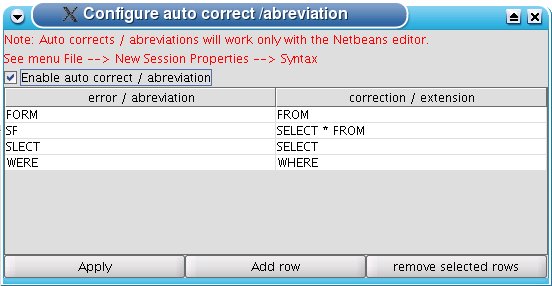 Configure auto correct /abreviation
Note: Auto corrects / abreviations will work only with the Netbeans editor.
See menu File --> New Session Properties --> Syntax
Enable auto correct / abreviation
error / abreviation correction / extension
FORM FROM
SF SELECT * FROM
SLECT SELECT
WERE WHERE
Apply Add row remove selected rows